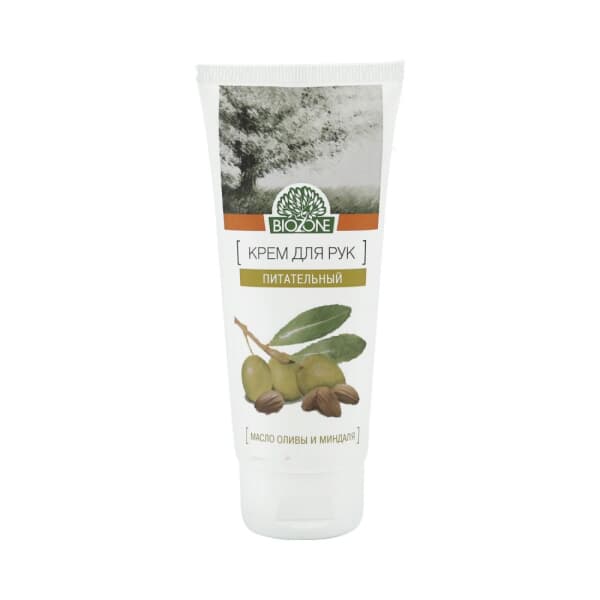 BIOZONE
[ КРЕМ ДЛЯ РУК ]
ПИТАТЕЛЬНЫЙ
[ МАСЛО ОЛИВЫ И МИНДАЛЯ ]